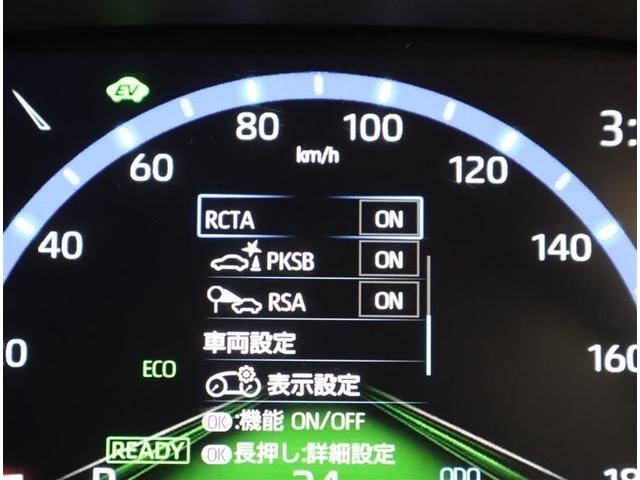 EV
80
100
3:
60
km/h
120
RCTA ON
40
PKSB ON
140
RSA ON
車両設定
ECO
160
表示設定
OK:機能 ON/OFF
READY
OK長押し:詳細設定